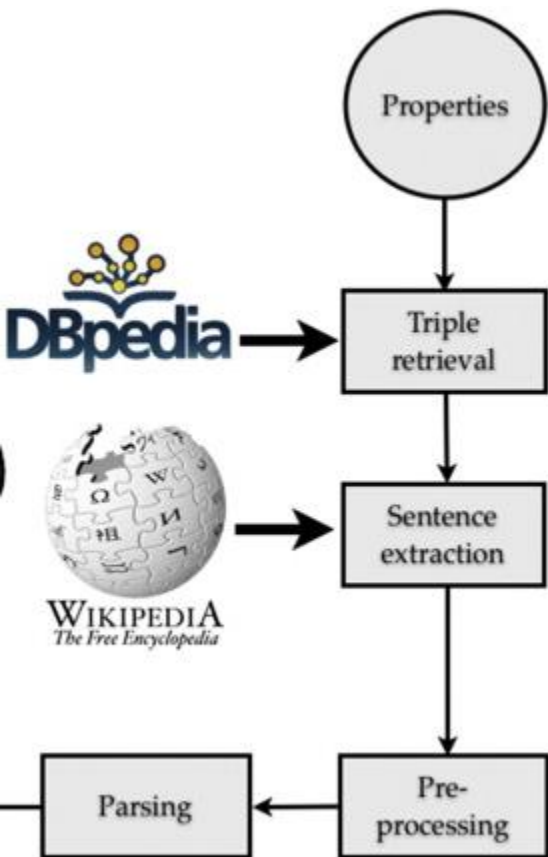 Properties
DBpedia
Triple
retrieval
Ω
W
И
WIKIPEDIA
The Free Encyclopedia
Sentence
extraction
Parsing
Pre-
processing